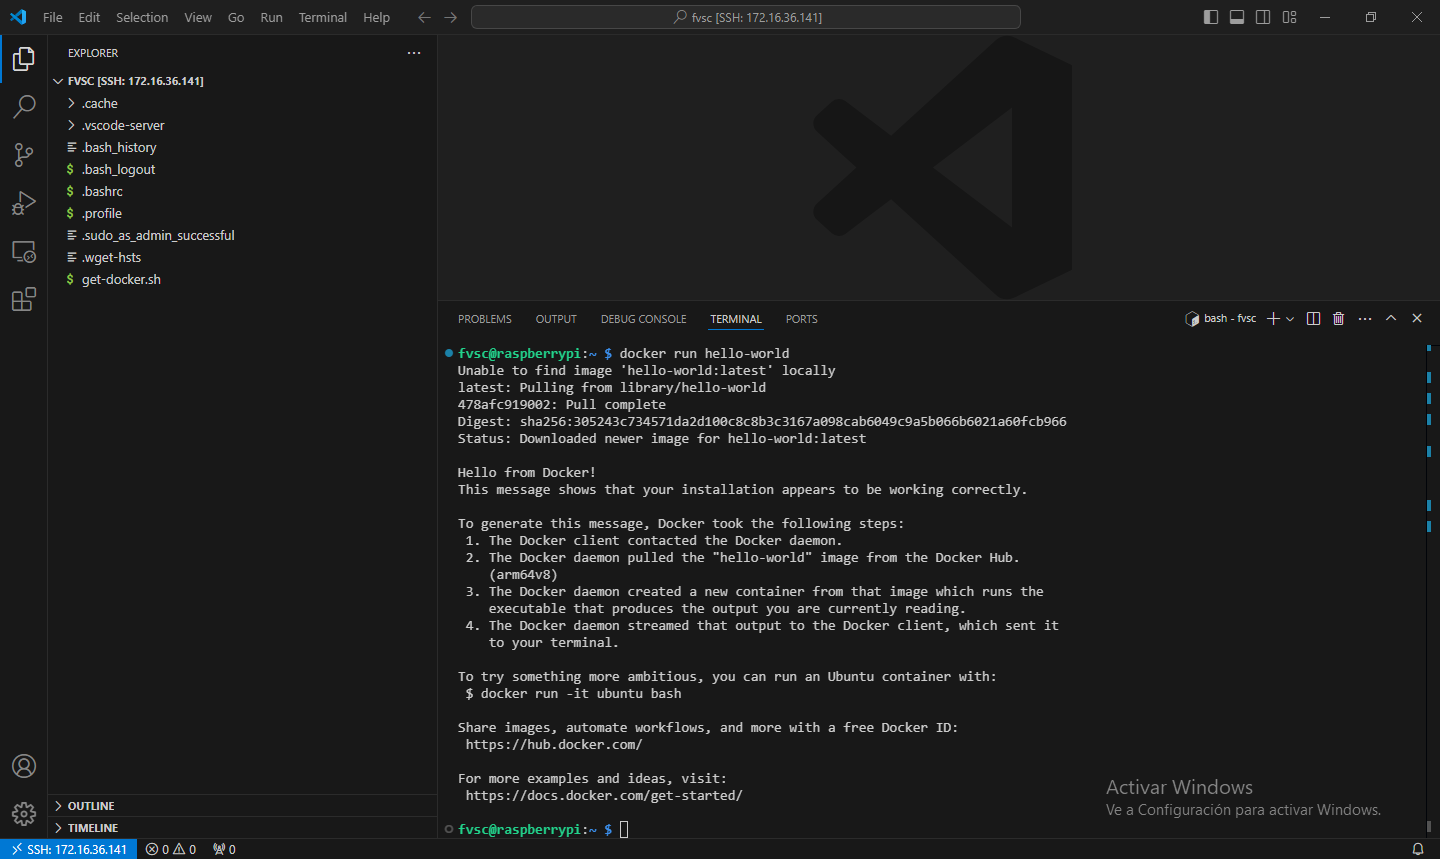 File Edit Selection View Go Run Terminal Help
fvsc [SSH: 172.16.36.141]
EXPLORER
FVSC [SSH: 172.16.36.141]
.cache
.vscode-server
.bash_history
$ .bash_logout
$ .bashrc
$ .profile
.sudo_as_admin_successful
.wget-hsts
$ get-docker.sh
OUTLINE
TIMELINE
PROBLEMS OUTPUT DEBUG CONSOLE TERMINAL PORTS
bash - fvsc
fvsc@raspberrypi:~ $ docker run hello-world
Unable to find image 'hello-world:latest' locally
latest: Pulling from library/hello-world
478afc919002: Pull complete
Digest: sha256:305243c734571da2d100c8c8b3c3167a098cab6049c9a5b066b6021a60fcb966
Status: Downloaded newer image for hello-world:latest
Hello from Docker!
This message shows that your installation appears to be working correctly.
To generate this message, Docker took the following steps:
1. The Docker client contacted the Docker daemon.
2. The Docker daemon pulled the "hello-world" image from the Docker Hub.
(arm64v8)
3. The Docker daemon created a new container from that image which runs the
executable that produces the output you are currently reading.
4. The Docker daemon streamed that output to the Docker client, which sent it
to your terminal.
To try something more ambitious, you can run an Ubuntu container with:
$ docker run -it ubuntu bash
Share images, automate workflows, and more with a free Docker ID:
https://hub.docker.com/
For more examples and ideas, visit:
https://docs.docker.com/get-started/
fvsc@raspberrypi:~ $
Activar Windows
Ve a Configuración para activar Windows.
SSH: 172.16.36.141 0 0 0